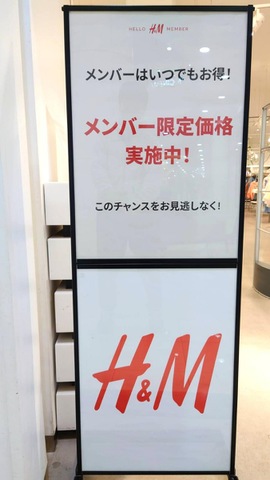 HELLO H&M MEMBER
メンバーはいつでもお得!
メンバー限定価格
実施中!
このチャンスをお見逃しなく!
H&M